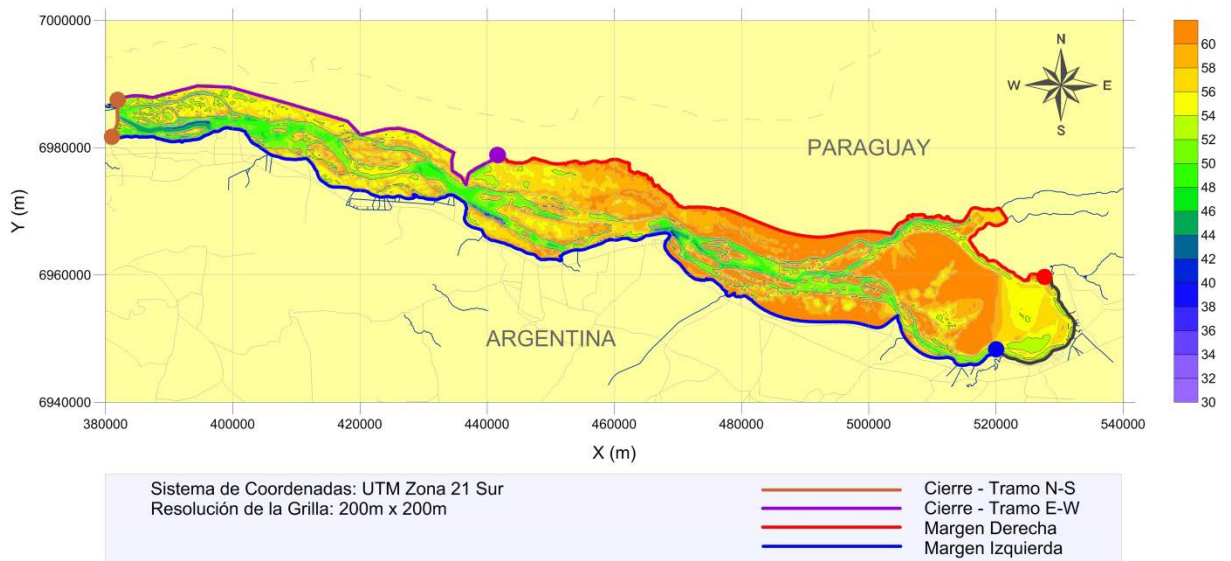 7000000
6980000
6960000
6940000
Y (m)
380000 400000 420000 440000 460000 480000 500000 520000 540000
X (m)
PARAGUAY
ARGENTINA
N
W E
S
60
58
56
54
52
50
48
46
44
42
40
38
36
34
32
30
Sistema de Coordenadas: UTM Zona 21 Sur
Resolución de la Grilla: 200m x 200m
Cierre - Tramo N-S
Cierre - Tramo E-W
Margen Derecha
Margen Izquierda